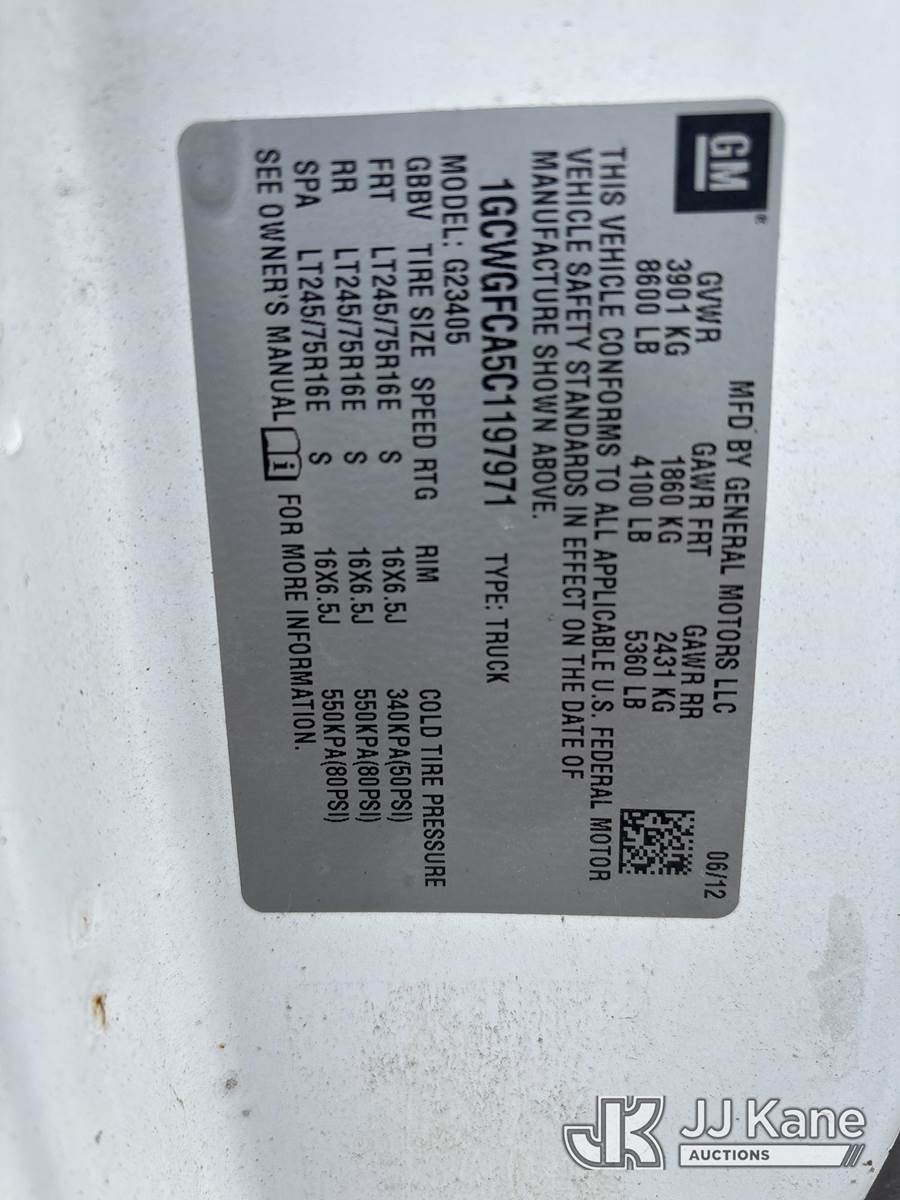 GM®
MFD BY GENERAL MOTORS LLC 06/12
GVWR GAWR FRT GAWR RR
3901 KG 1860 KG 2431 KG
8600 LB 4100 LB 5360 LB
THIS VEHICLE CONFORMS TO ALL APPLICABLE U.S. FEDERAL MOTOR
VEHICLE SAFETY STANDARDS IN EFFECT ON THE DATE OF
MANUFACTURE SHOWN ABOVE.
1GCWGFCA5C1197971 TYPE: TRUCK
MODEL: G23405
GBBV TIRE SIZE SPEED RTG RIM COLD TIRE PRESSURE
FRT LT245/75R16E S 16X6.5J 340KPA(50PSI)
RR LT245/75R16E S 16X6.5J 550KPA(80PSI)
SPA LT245/75R16E S 16X6.5J 550KPA(80PSI)
SEE OWNER'S MANUAL i FOR MORE INFORMATION.
JK JJ Kane
AUCTIONS